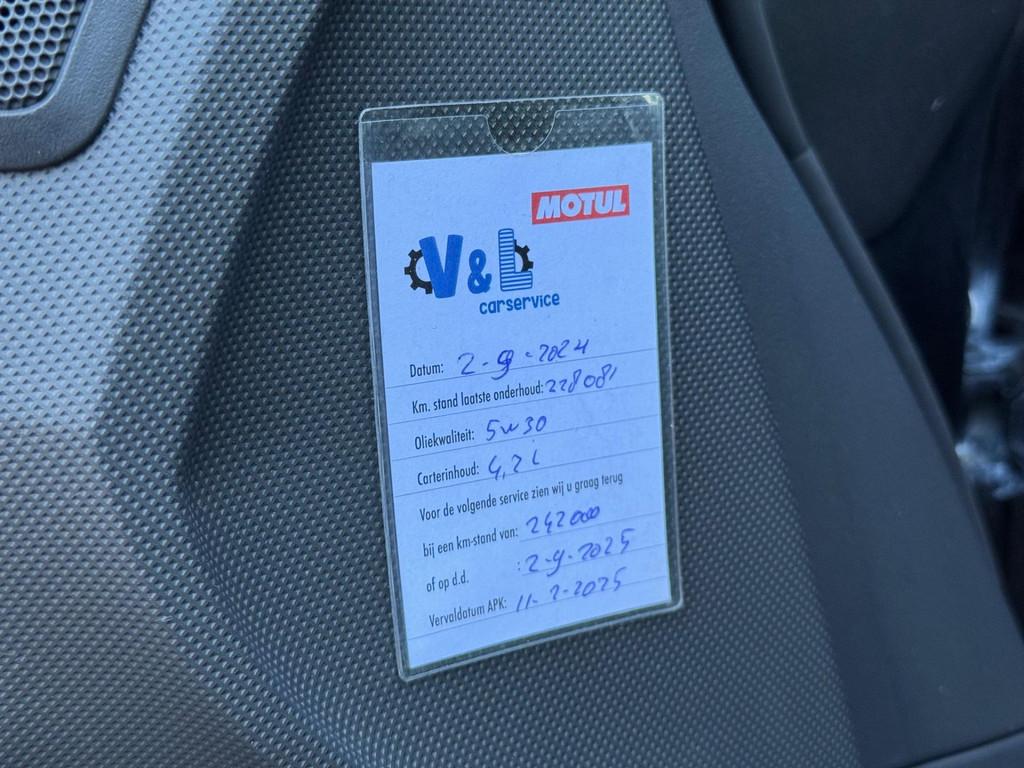 MOTUL
V & L
carservice
Datum: 2-9-2024
Km. stand laatste onderhoud: 228081
Oliekwaliteit: 5w30
Carterinhoud: 4,2 l
Voor de volgende service zien wij u graag terug
bij een km-stand van: 242000
of op d.d. : 2-9-2025
Vervaldatum APK: 11-2-2025